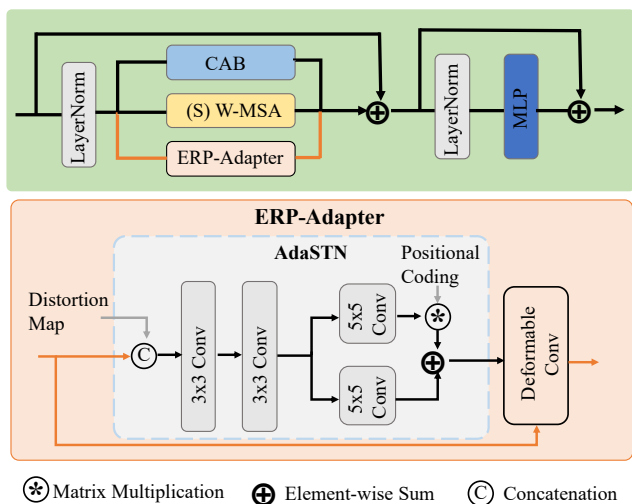 CAB
LayerNorm
(S) W-MSA
ERP-Adapter
LayerNorm
MLP
ERP-Adapter
AdaSTN
Positional
Coding
Distortion
Map
C
3x3 Conv
3x3 Conv
5x5
Conv
5x5
Conv
Deformable
Conv
Matrix Multiplication
Element-wise Sum
C
Concatenation